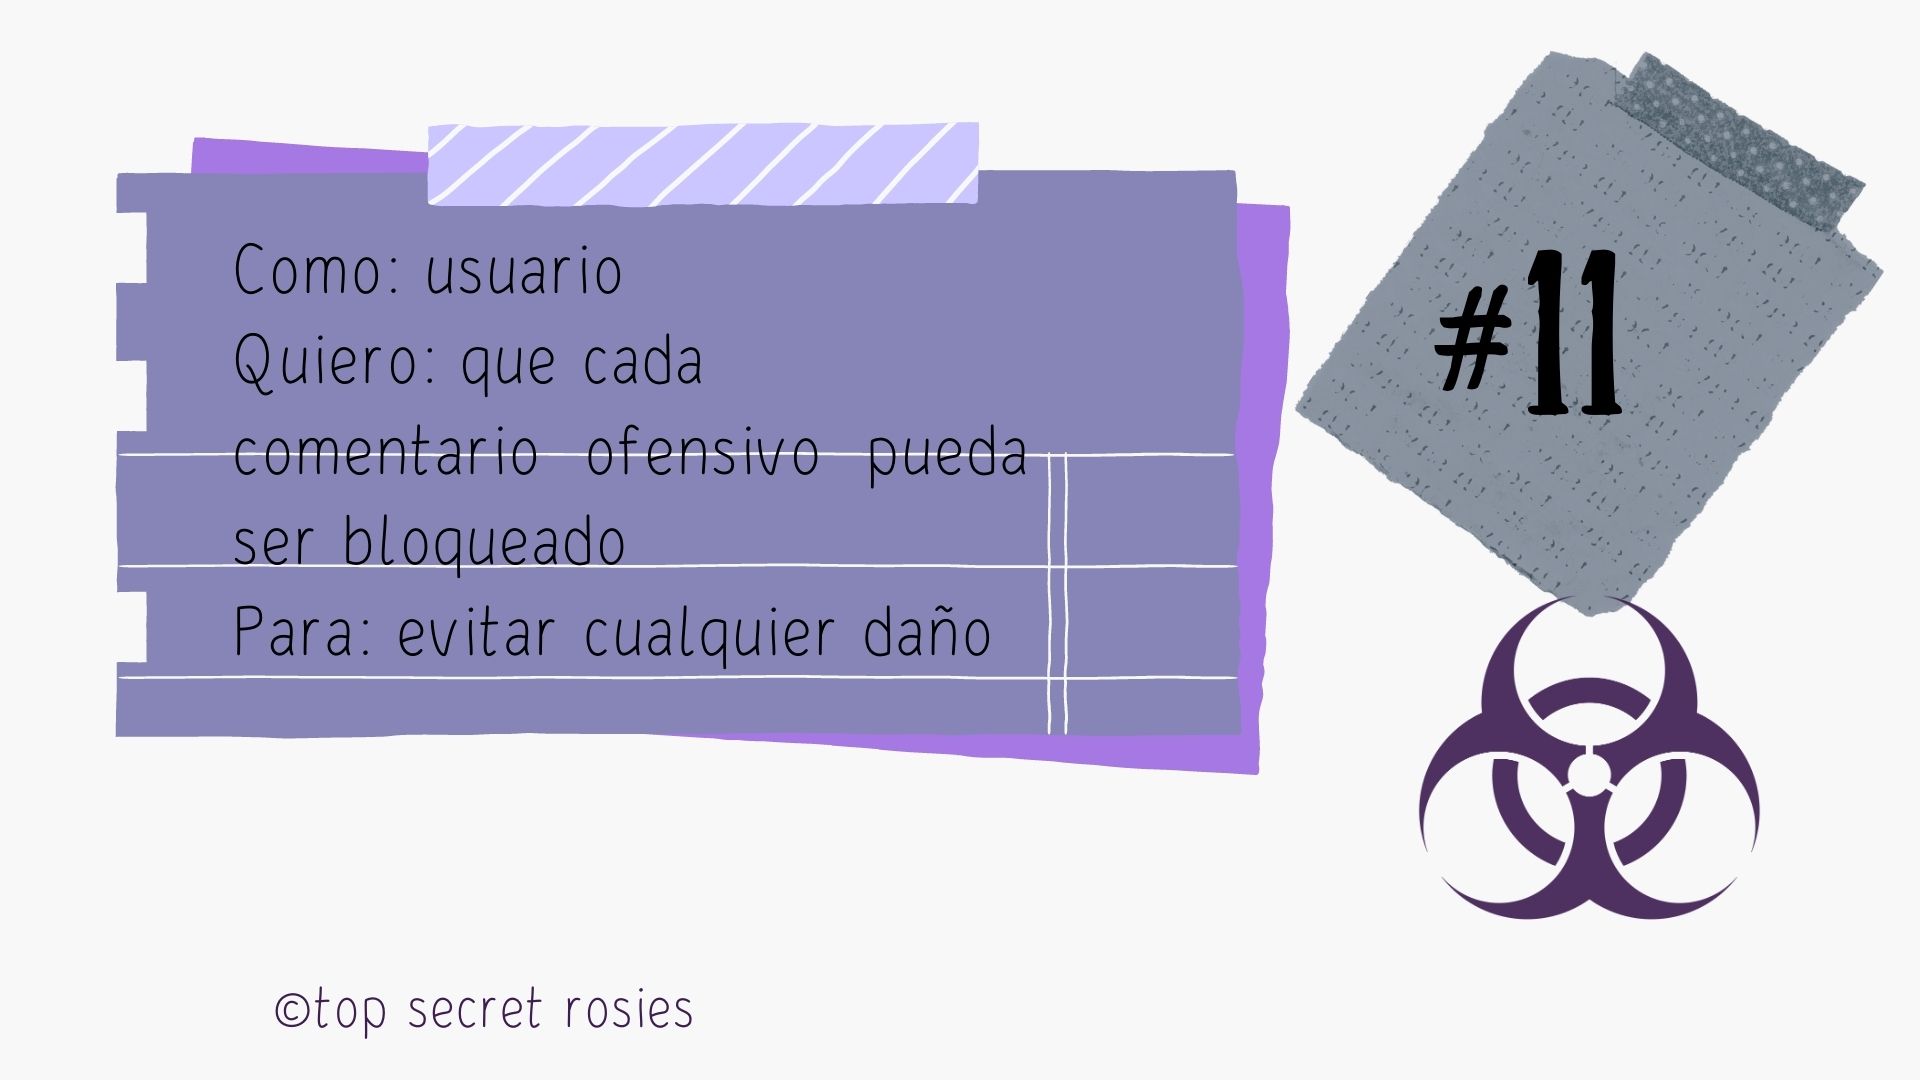 Como: usuario
Quiero: que cada
comentario ofensivo pueda
ser bloqueado
Para: evitar cualquier daño
#11
©top secret rosies